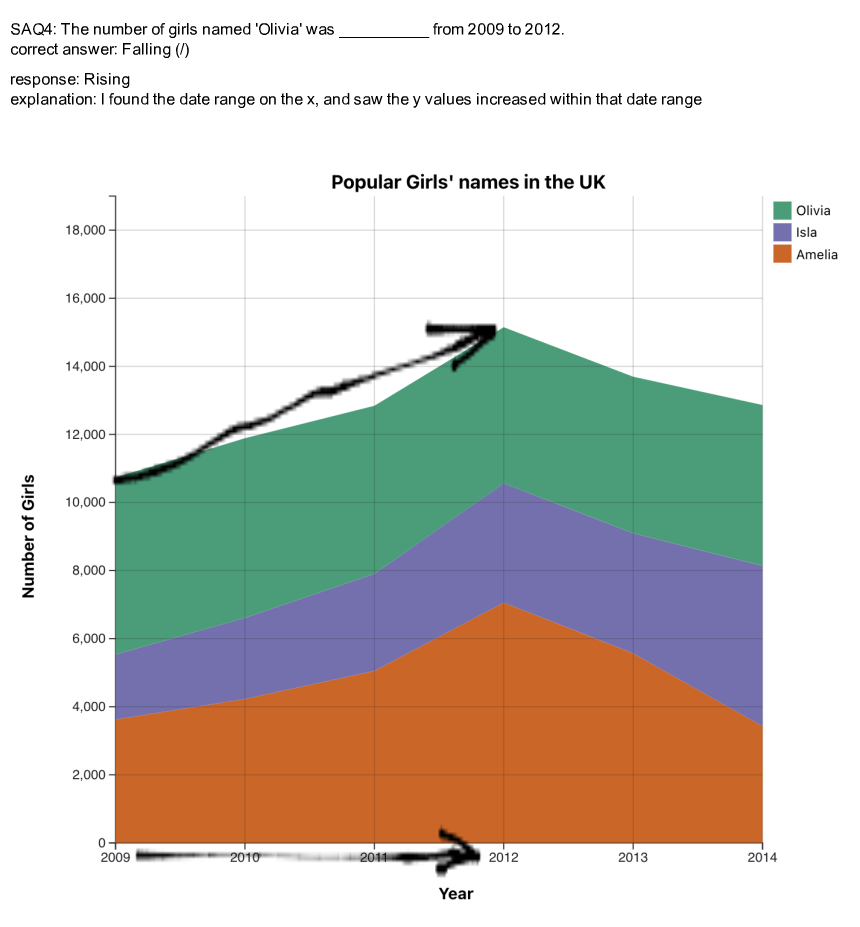 SAQ4: The number of girls named 'Olivia' was ___________ from 2009 to 2012.
correct answer: Falling (/)
response: Rising
explanation: I found the date range on the x, and saw the y values increased within that date range
Popular Girls' names in the UK
Olivia
Isla
Amelia
18,000
16,000
14,000
12,000
10,000
8,000
6,000
4,000
2,000
0
Number of Girls
2009 2010 2011 2012 2013 2014
Year